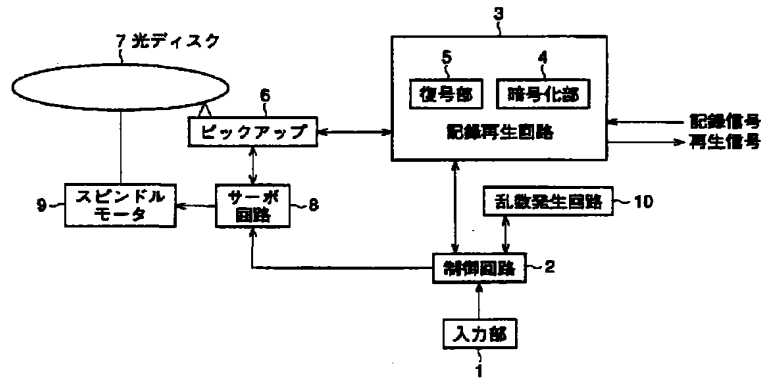 3
7 光ディスク
5
4
復号部
暗号化部
6
ピックアップ
記録再生回路
記録信号
再生信号
9
スピンドル
モータ
サーボ
回路
8
乱数発生回路
10
制御回路
2
入力部
1